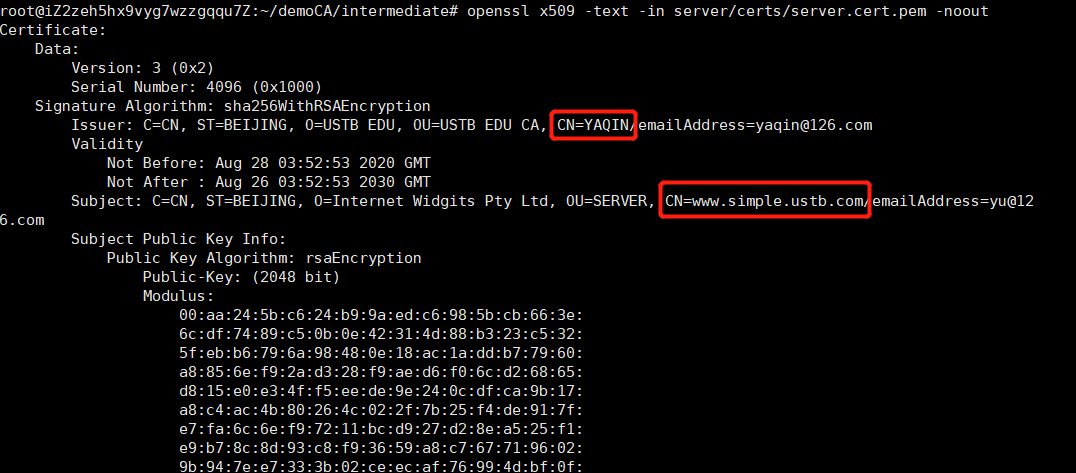 root@iZ2zeh5hx9vyg7wzzgqqu7Z:~/demoCA/intermediate# openssl x509 -text -in server/certs/server.cert.pem -noout
Certificate:
    Data:
        Version: 3 (0x2)
        Serial Number: 4096 (0x1000)
    Signature Algorithm: sha256WithRSAEncryption
        Issuer: C=CN, ST=BEIJING, O=USTB EDU, OU=USTB EDU CA, CN=YAQIN/emailAddress=yaqin@126.com
        Validity
            Not Before: Aug 28 03:52:53 2020 GMT
            Not After : Aug 26 03:52:53 2030 GMT
        Subject: C=CN, ST=BEIJING, O=Internet Widgits Pty Ltd, OU=SERVER, CN=www.simple.ustb.com/emailAddress=yu@12
6.com
        Subject Public Key Info:
            Public Key Algorithm: rsaEncryption
                Public-Key: (2048 bit)
                Modulus:
                    00:aa:24:5b:c6:24:b9:9a:ed:c6:98:5b:cb:66:3e:
                    6c:df:74:89:c5:0b:0e:42:31:4d:88:b3:23:c5:32:
                    5f:eb:b6:79:6a:98:48:0e:18:ac:1a:dd:b7:79:60:
                    a8:85:6e:f9:2a:d3:28:f9:ae:d6:f0:6c:d2:68:65:
                    d8:15:e0:e3:4f:f5:ee:de:9e:24:0c:df:ca:9b:17:
                    a8:c4:ac:4b:80:26:4c:02:2f:7b:25:f4:de:91:7f:
                    e7:fa:6c:6e:f9:72:11:bc:d9:27:d2:8e:a5:25:f1:
                    e9:b7:8c:8d:93:c8:f9:36:59:a8:c7:67:71:96:02:
                    9b:94:7e:e7:33:3b:02:ce:ec:af:76:99:4d:bf:0f: